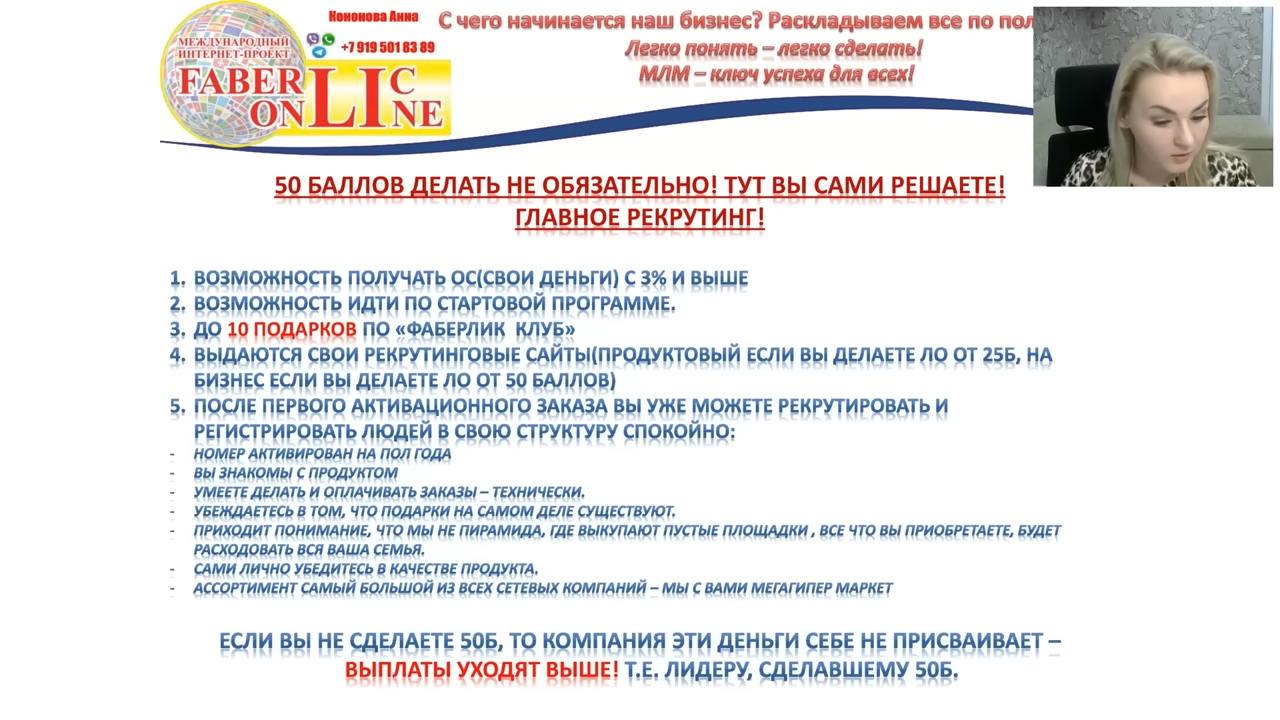 Кононова Анна
+7 919 501 83 89
МЕЖДУНАРОДНЫЙ
ИНТЕРНЕТ-ПРОЕКТ
FABERLIC
ONLINE
С чего начинается наш бизнес? Раскладываем все по
Легко понять – легко сделать!
МЛМ – ключ успеха для всех!
50 БАЛЛОВ ДЕЛАТЬ НЕ ОБЯЗАТЕЛЬНО! ТУТ ВЫ САМИ РЕШАЕТЕ!
ГЛАВНОЕ РЕКРУТИНГ!
1. ВОЗМОЖНОСТЬ ПОЛУЧАТЬ ОС(СВОИ ДЕНЬГИ) С 3% И ВЫШЕ
2. ВОЗМОЖНОСТЬ ИДТИ ПО СТАРТОВОЙ ПРОГРАММЕ.
3. ДО 10 ПОДАРКОВ ПО «ФАБЕРЛИК КЛУБ»
4. ВЫДАЮТСЯ СВОИ РЕКРУТИНГОВЫЕ САЙТЫ(ПРОДУКТОВЫЙ ЕСЛИ ВЫ ДЕЛАЕТЕ ЛО ОТ 25Б, НА
БИЗНЕС ЕСЛИ ВЫ ДЕЛАЕТЕ ЛО ОТ 50 БАЛЛОВ)
5. ПОСЛЕ ПЕРВОГО АКТИВАЦИОННОГО ЗАКАЗА ВЫ УЖЕ МОЖЕТЕ РЕКРУТИРОВАТЬ И
РЕГИСТРИРОВАТЬ ЛЮДЕЙ В СВОЮ СТРУКТУРУ СПОКОЙНО:
- НОМЕР АКТИВИРОВАН НА ПОЛ ГОДА
- ВЫ ЗНАКОМЫ С ПРОДУКТОМ
- УМЕЕТЕ ДЕЛАТЬ И ОПЛАЧИВАТЬ ЗАКАЗЫ – ТЕХНИЧЕСКИ.
- УБЕЖДАЕТЕСЬ В ТОМ, ЧТО ПОДАРКИ НА САМОМ ДЕЛЕ СУЩЕСТВУЮТ.
- ПРИХОДИТ ПОНИМАНИЕ, ЧТО МЫ НЕ ПИРАМИДА, ГДЕ ВЫКУПАЮТ ПУСТЫЕ ПЛОЩАДКИ , ВСЕ ЧТО ВЫ ПРИОБРЕТАЕТЕ, БУДЕТ
РАСХОДОВАТЬ ВСЯ ВАША СЕМЬЯ.
- САМИ ЛИЧНО УБЕДИТЕСЬ В КАЧЕСТВЕ ПРОДУКТА.
- АССОРТИМЕНТ САМЫЙ БОЛЬШОЙ ИЗ ВСЕХ СЕТЕВЫХ КОМПАНИЙ – МЫ С ВАМИ МЕГАГИПЕР МАРКЕТ
ЕСЛИ ВЫ НЕ СДЕЛАЕТЕ 50Б, ТО КОМПАНИЯ ЭТИ ДЕНЬГИ СЕБЕ НЕ ПРИСВАИВАЕТ –
ВЫПЛАТЫ УХОДЯТ ВЫШЕ! Т.Е. ЛИДЕРУ, СДЕЛАВШЕМУ 50Б.